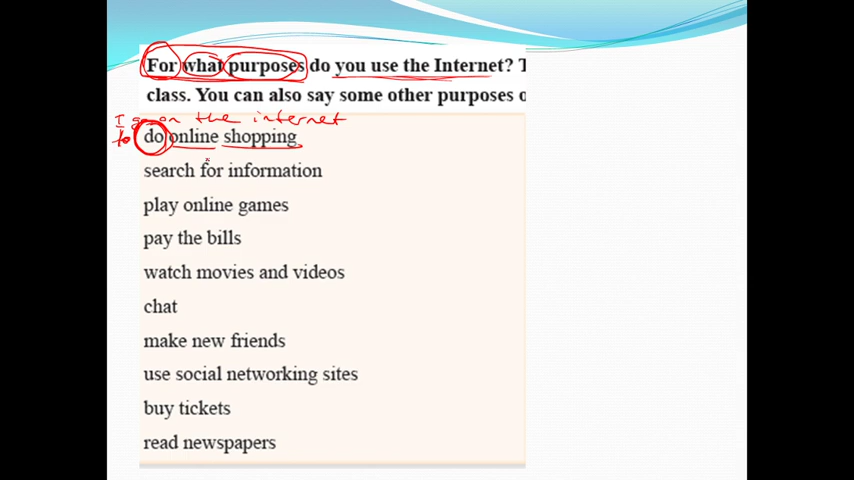 For what purposes do you use the Internet? T
class. You can also say some other purposes o
I go on the internet
to do online shopping
search for information
play online games
pay the bills
watch movies and videos
chat
make new friends
use social networking sites
buy tickets
read newspapers